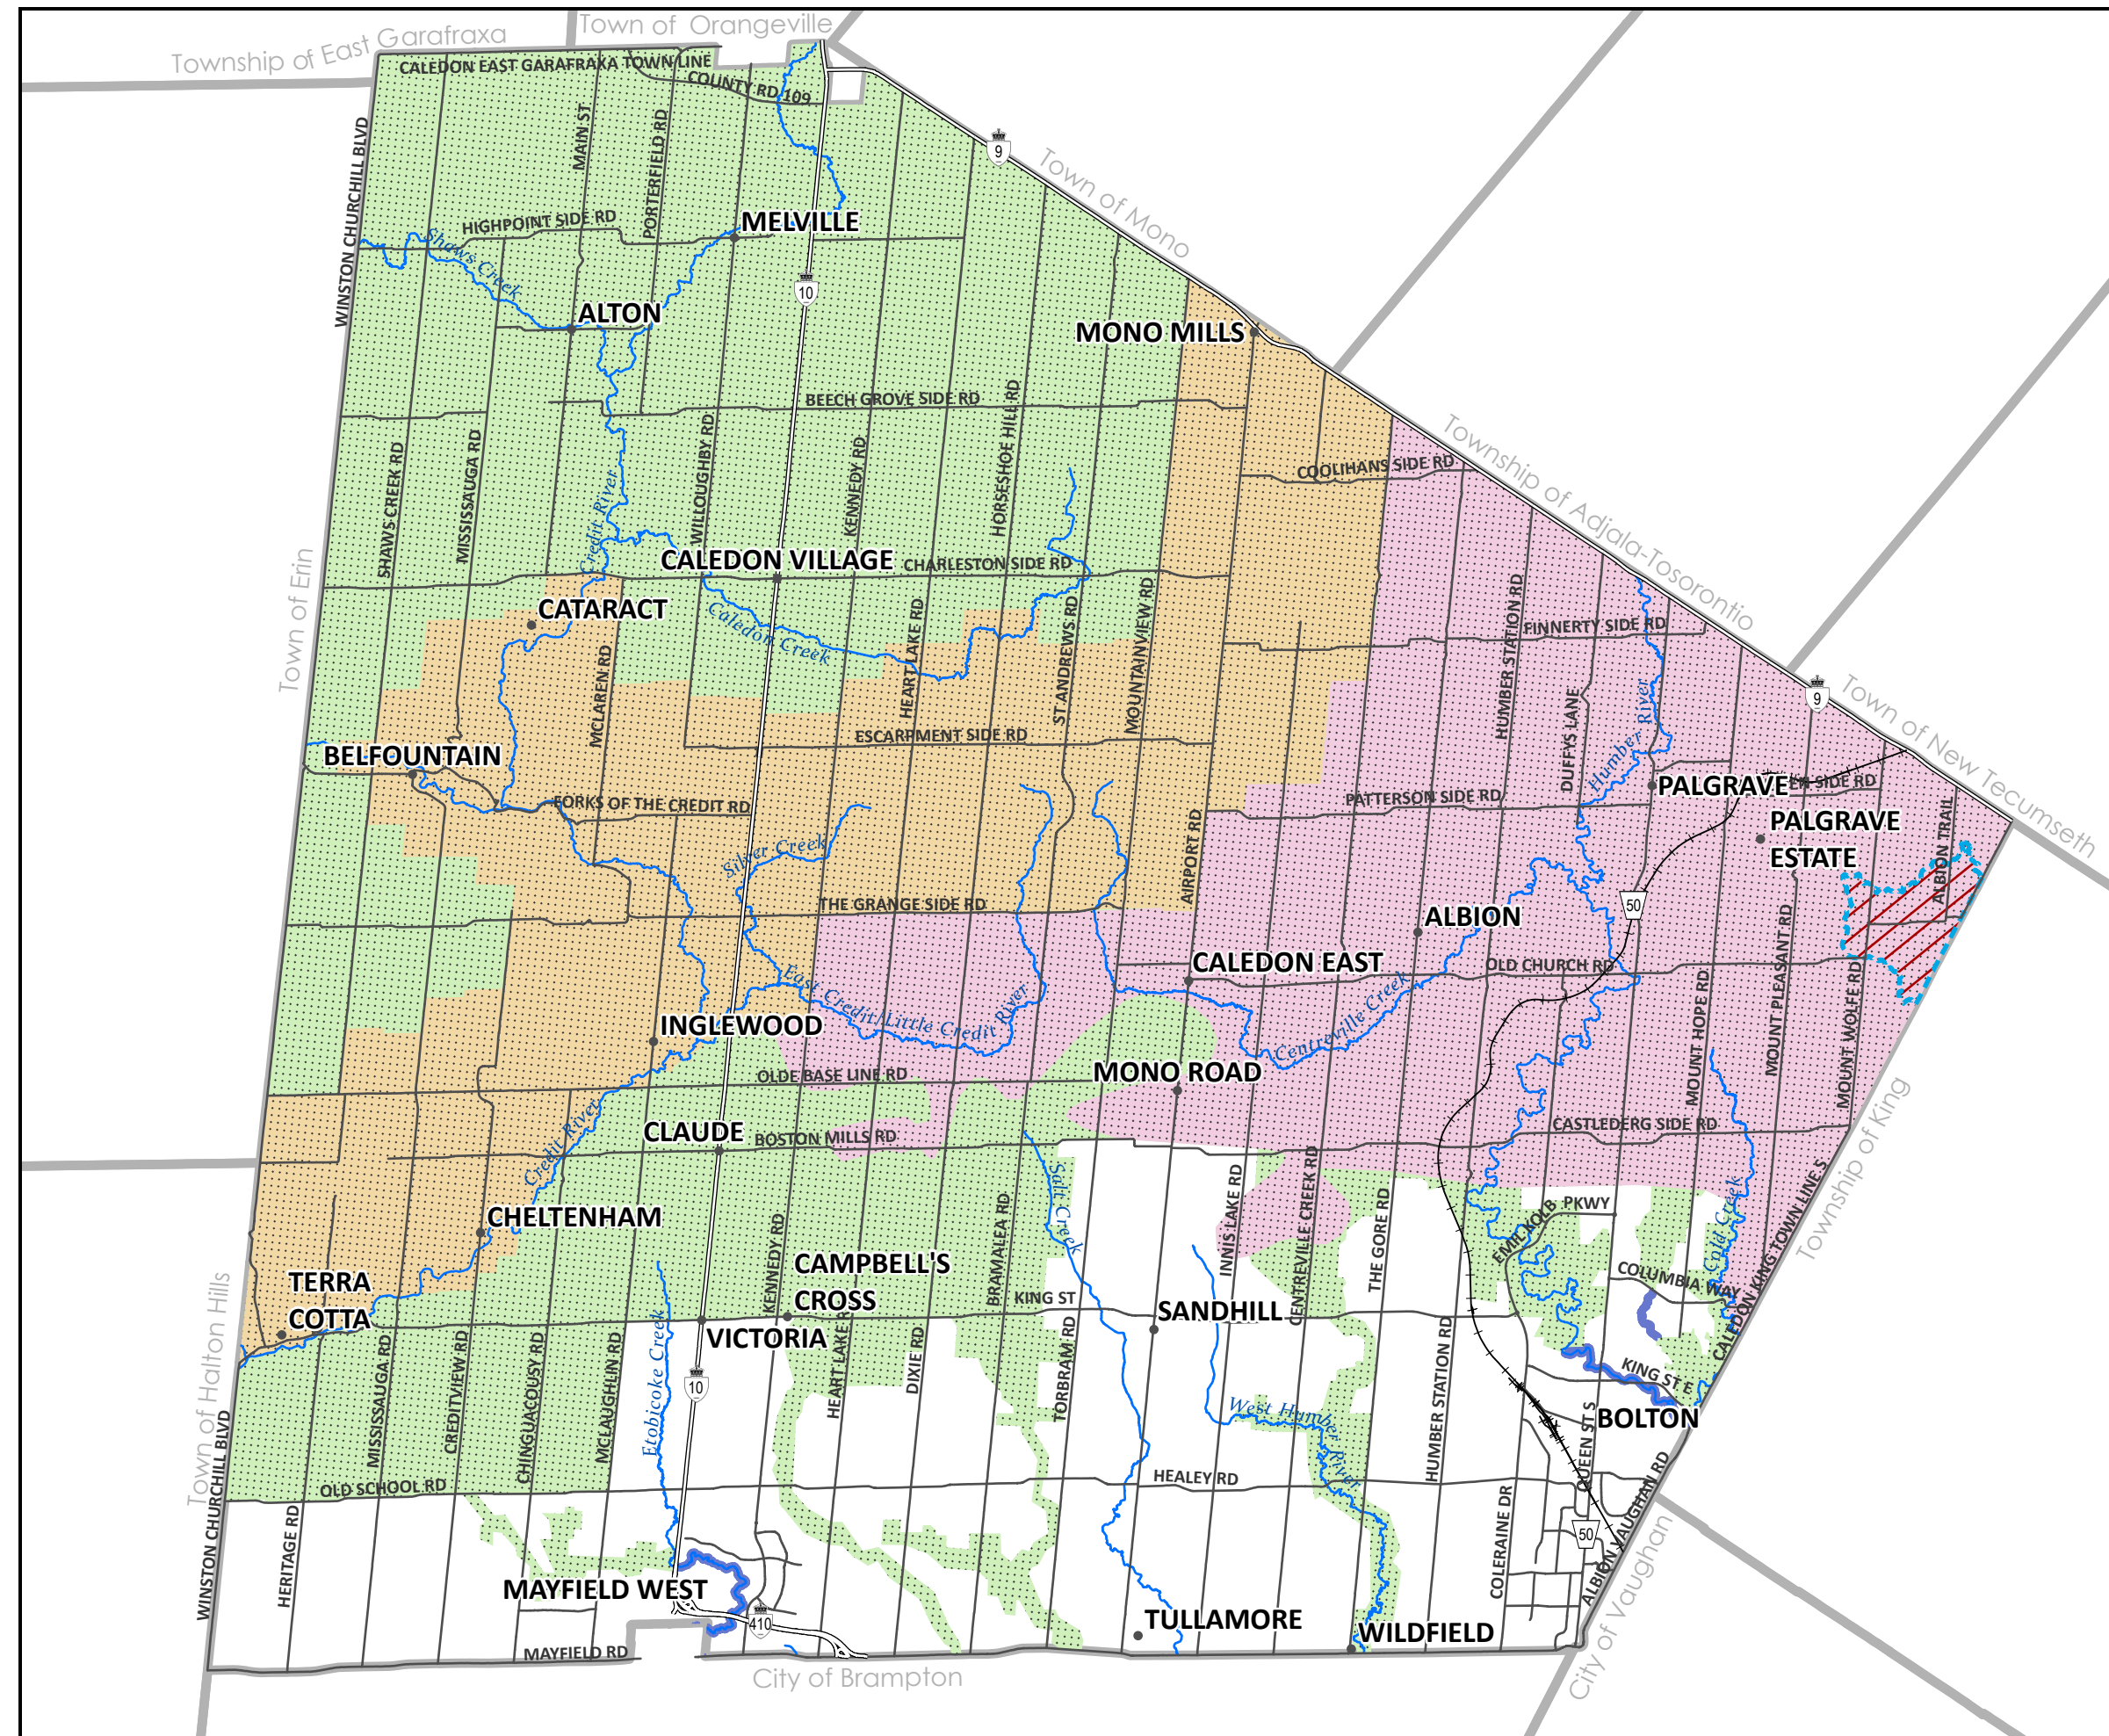 Town of Orangeville
Township of East Garafraxa
CALEDON EAST GARAFRAXA TOWN LINE
COUNTY RD 109
WINSTON CHURCHILL BLVD
MAIN ST
PORTERFIELD RD
9
Town of Mono
HIGHPOINT SIDE RD
MELVILLE
Shaws Creek
10
ALTON
MONO MILLS
BEECH GROVE SIDE RD
HORSESHOE HILL RD
SHAWS CREEK RD
MISSISSAUGA RD
WILLOUGHBY RD
KENNEDY RD
COOLIHANS SIDE RD
Township of Adjala-Tosorontio
Credit River
CALEDON VILLAGE
CHARLESTON SIDE RD
Town of Erin
CATARACT
Caledon Creek
HEART LAKE RD
ST ANDREWS RD
MOUNTAINVIEW RD
HUMBER STATION RD
FINNERTY SIDE RD
MCLAREN RD
DUFFYS LANE
Humber River
9
Town of New Tecumseth
ESCARPMENT SIDE RD
BELFOUNTAIN
FORKS OF THE CREDIT RD
PATTERSON SIDE RD
PALGRAVE
EN SIDE RD
PALGRAVE
ESTATE
ALBION TRAIL
Silver Creek
AIRPORT RD
THE GRANGE SIDE RD
50
ALBION
CALEDON EAST
OLD CHURCH RD
East Credit/Little Credit River
Centreville Creek
MOUNT HOPE RD
MOUNT PLEASANT RD
MOUNT WOLFE RD
INGLEWOOD
OLDE BASE LINE RD
MONO ROAD
Credit River
CLAUDE
BOSTON MILLS RD
CASTLEDERG SIDE RD
Township of King
Salt Creek
INNIS LAKE RD
CENTREVILLE CREEK RD
THE GORE RD
EMIL KOLB PKWY
Cold Creek
CALEDON KING TOWN LINE S
CHELTENHAM
KENNEDY RD
CAMPBELL'S
CROSS
BRAMALEA RD
KING ST
COLUMBIA WAY
TERRA
COTTA
Town of Halton Hills
SANDHILL
VICTORIA
Etobicoke Creek
MISSISSAUGA RD
CREDITVIEW RD
CHINGUACOUSY RD
MCLAUGHLIN RD
10
HEART LAKE R
DIXIE RD
TORBRAM RD
West Humber River
HUMBER STATION RD
KING ST E
BOLTON
QUEEN ST S
WINSTON CHURCHILL BLVD
OLD SCHOOL RD
HEALEY RD
HERITAGE RD
COLERAINE DR
50
ALBION VAUGHAN RD
City of Vaughan
MAYFIELD WEST
410
TULLAMORE
WILDFIELD
MAYFIELD RD
City of Brampton